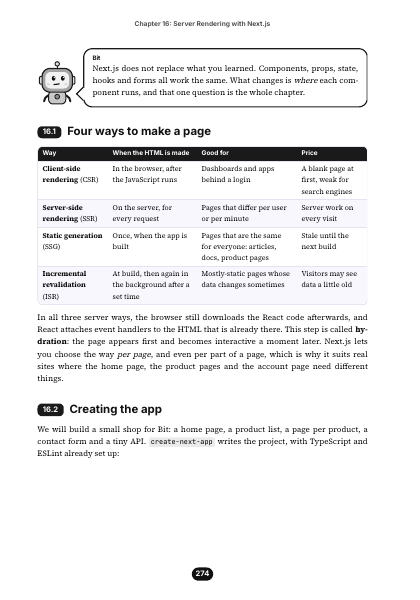 Chapter 16: Server Rendering with Next.js
Bit
Next.js does not replace what you learned. Components, props, state,
hooks and forms all work the same. What changes is where each com-
ponent runs, and that one question is the whole chapter.
16.1 Four ways to make a page
Way When the HTML is made Good for Price
Client-side In the browser, after Dashboards and apps A blank page at
rendering (CSR) the JavaScript runs behind a login first, weak for
search engines
Server-side On the server, for Pages that differ per user Server work on
rendering (SSR) every request or per minute every visit
Static generation Once, when the app is Pages that are the same Stale until the
(SSG) built for everyone: articles, next build
docs, product pages
Incremental At build, then again in Mostly-static pages whose Visitors may see
revalidation the background after a data changes sometimes data a little old
(ISR) set time
In all three server ways, the browser still downloads the React code afterwards, and
React attaches event handlers to the HTML that is already there. This step is called hy-
dration: the page appears first and becomes interactive a moment later. Next.js lets
you choose the way per page, and even per part of a page, which is why it suits real
sites where the home page, the product pages and the account page need different
things.
16.2 Creating the app
We will build a small shop for Bit: a home page, a product list, a page per product, a
contact form and a tiny API. create-next-app writes the project, with TypeScript and
ESLint already set up:
274